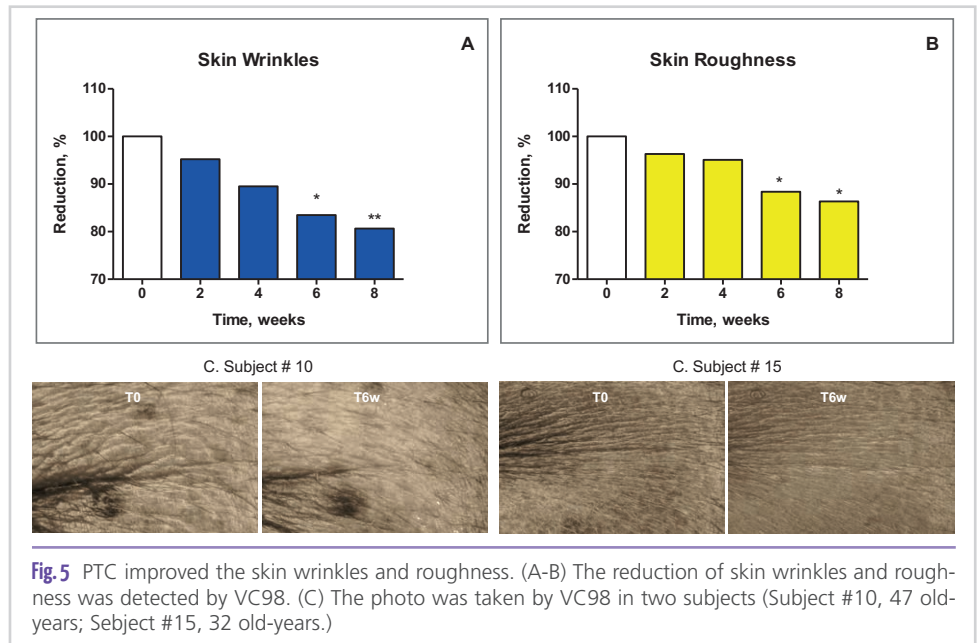 A
Skin Wrinkles
110
100
90
80
70
Reduction, %
*
**
0 2 4 6 8
Time, weeks
B
Skin Roughness
110
100
90
80
70
Reduction, %
*
*
0 2 4 6 8
Time, weeks
C. Subject # 10
T0 T6w
C. Subject # 15
T0 T6w
Fig. 5 PTC improved the skin wrinkles and roughness. (A-B) The reduction of skin wrinkles and rough-
ness was detected by VC98. (C) The photo was taken by VC98 in two subjects (Subject #10, 47 old-
years; Sebject #15, 32 old-years.)